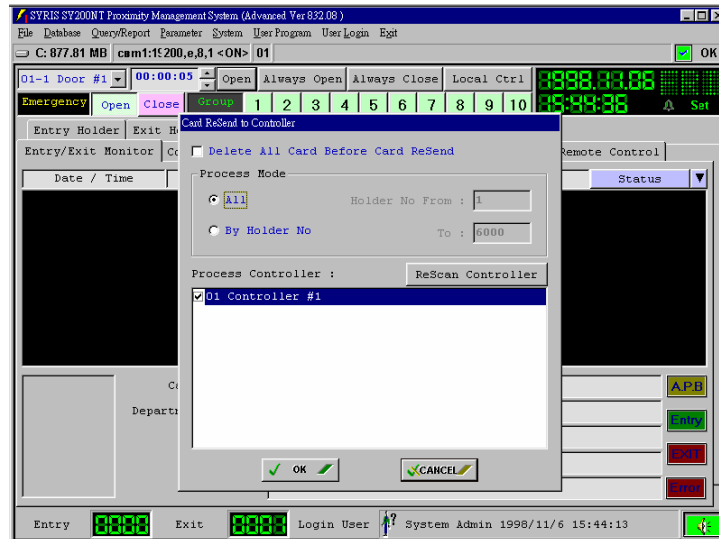 SYRIS SY200NT Proximity Management System (Advanced Ver 8.32.08 )
File Database Query/Report Parameter System User Program User Login Exit
C: 877.81 MB com1:19200,e,8,1 <ON> 01 OK
01-1 Door #1 00:00:05 Open Always Open Always Close Local Ctrl 1998.11.06
Emergency Open Close Group 1 2 3 4 5 6 7 8 9 10 Sat
Entry Holder Exit H
Card ReSend to Controller
Entry/Exit Monitor Remote Control
Delete All Card Before Card ReSend
Date / Time Status
Process Mode
All Holder No From : 1
By Holder No To : 6000
Process Controller : ReScan Controller
01 Controller #1
A.P.B
Depart
Entry
EXIT
OK CANCEL
Error
Entry Exit Login User System Admin 1998/11/6 15:44:13